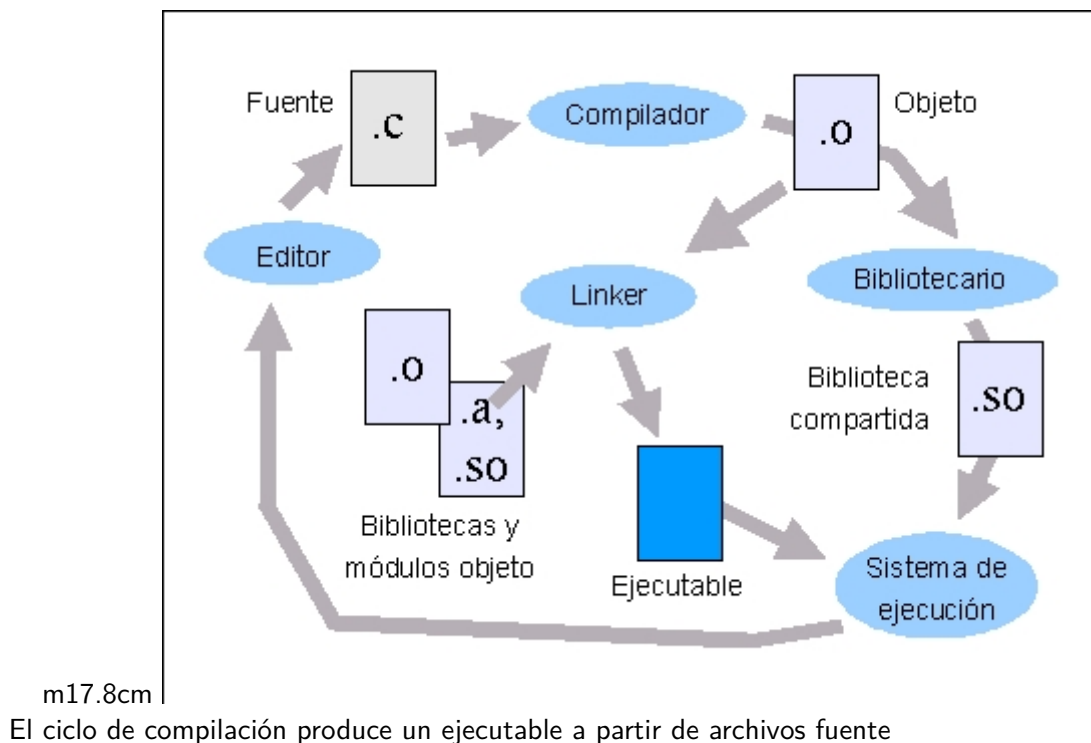 Fuente
.c
Compilador
.o
Objeto
Editor
Linker
Bibliotecario
.o
.a,
.so
Biblioteca
compartida
.so
Bibliotecas y
módulos objeto
Ejecutable
Sistema de
ejecución
m17.8cm
El ciclo de compilación produce un ejecutable a partir de archivos fuente